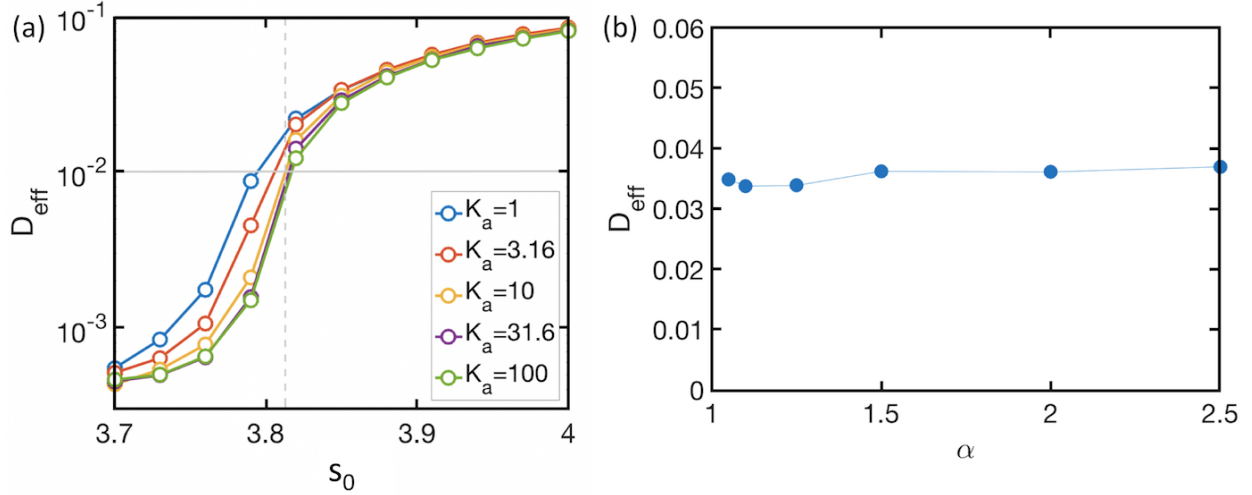 (a)
10^-1
10^-2
10^-3
D_eff
K_a=1
K_a=3.16
K_a=10
K_a=31.6
K_a=100
3.7 3.8 3.9 4
s_0
(b)
0.06
0.05
0.04
0.03
0.02
0.01
0
D_eff
1 1.5 2 2.5
α